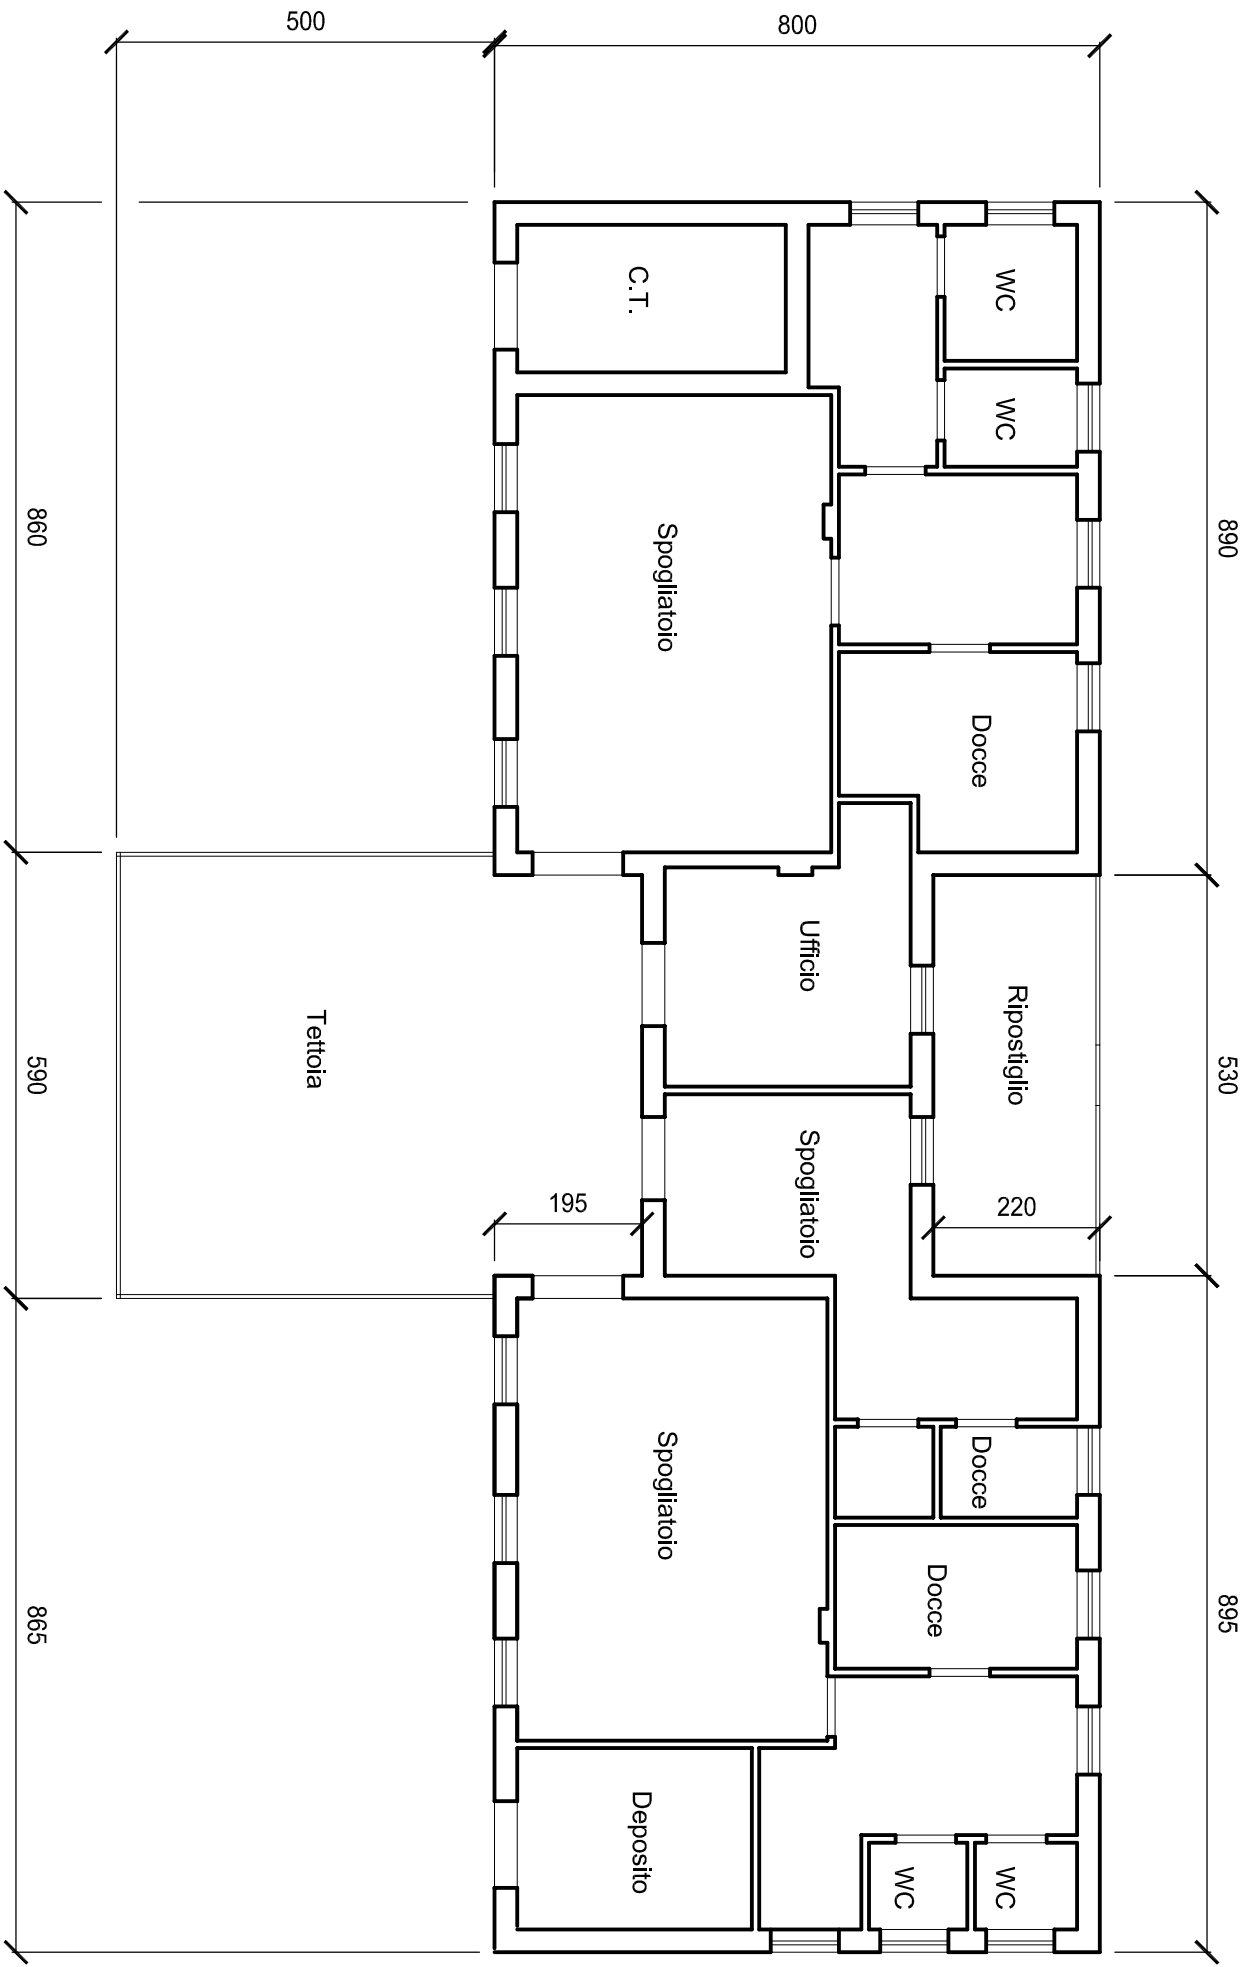 500
800
C.T.
WC
WC
860
890
Spogliatoio
Docce
Ufficio
Ripostiglio
Tettoia
590
530
Spogliatoio
195
220
Spogliatoio
Docce
Docce
865
895
Deposito
WC
WC